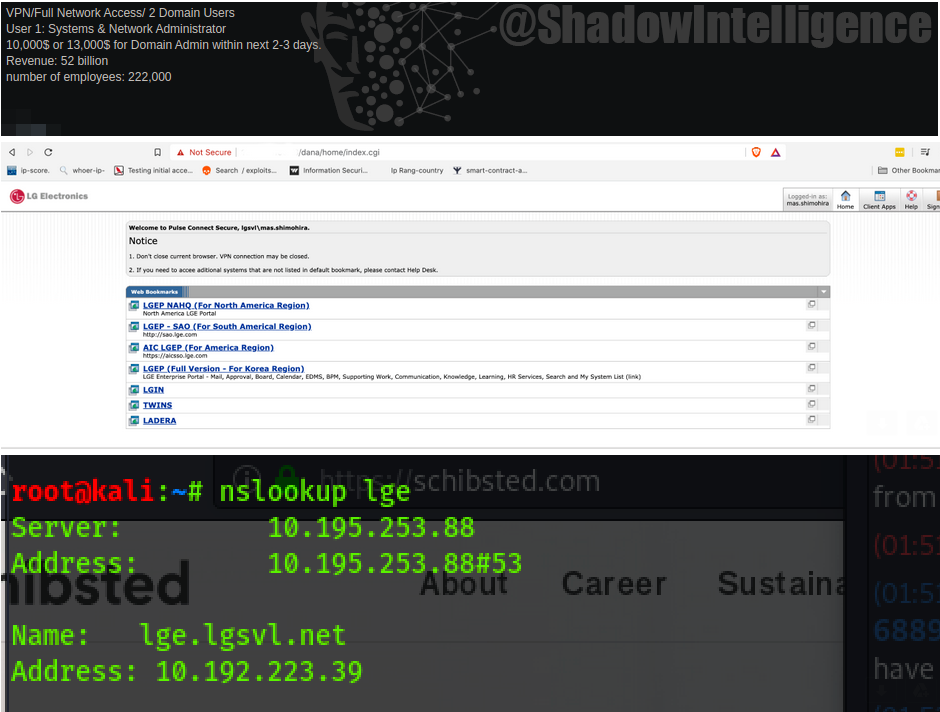 VPN/Full Network Access/ 2 Domain Users
@ShadowIntelligence
User 1: Systems & Network Administrator
10,000$ or 13,000$ for Domain Admin within next 2-3 days.
Revenue: 52 billion
number of employees: 222,000
Not Secure /dana/home/index.cgi
ip-score. whoer-ip-... Testing initial acce... Search / exploits... Information Securi... Ip Rang-country smart-contract-a... Other Bookmar
LG Electronics
Logged-in as:
mas.shimohira
Home Client Apps Help Sign
Welcome to Pulse Connect Secure, lgsvl\mas.shimohira.
Notice
1. Don't close current browser. VPN connection may be closed.
2. If you need to accee aditional systems that are not listed in default bookmark, please contact Help Desk.
Web Bookmarks
LGEP NAHQ (For North America Region)
North America LGE Portal
LGEP - SAO (For South Americal Region)
http://sao.lge.com
AIC LGEP (For America Region)
https://aicsso.lge.com
LGEP (Full Version - For Korea Region)
LGE Enterprise Portal - Mail, Approval, Board, Calendar, EDMS, BPM, Supporting Work, Communication, Knowledge, Learning, HR Services, Search and My System List (link)
LGIN
TWINS
LADERA
https://schibsted.com
root@kali:~# nslookup lge
Server: 10.195.253.88
Address: 10.195.253.88#53
hibsted About Career Sustaina
Name: lge.lgsvl.net
Address: 10.192.223.39
(01:5
from
(01:5
(01:5
6889
have